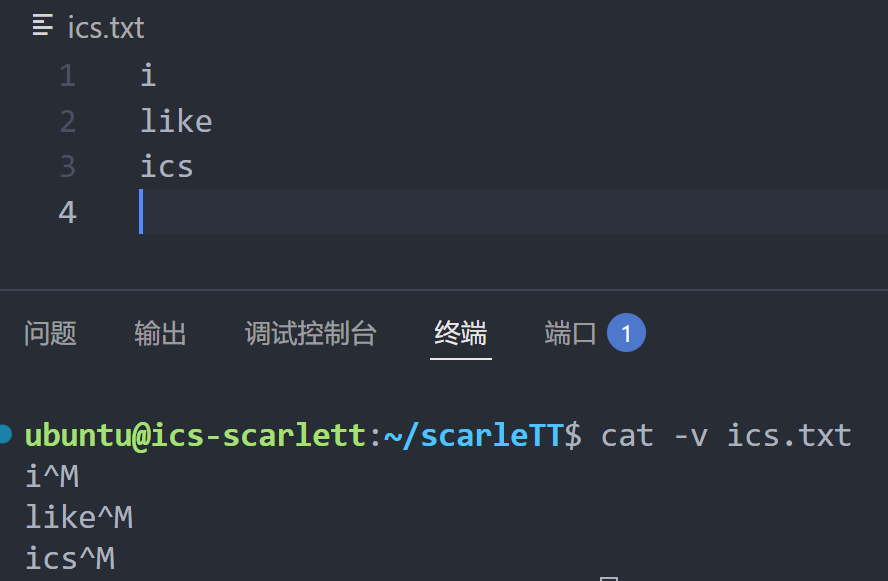 ics.txt
1 i
2 like
3 ics
4
问题 输出 调试控制台 终端 端口 1
ubuntu@ics-scarlett:~/scarleTT$ cat -v ics.txt
i^M
like^M
ics^M